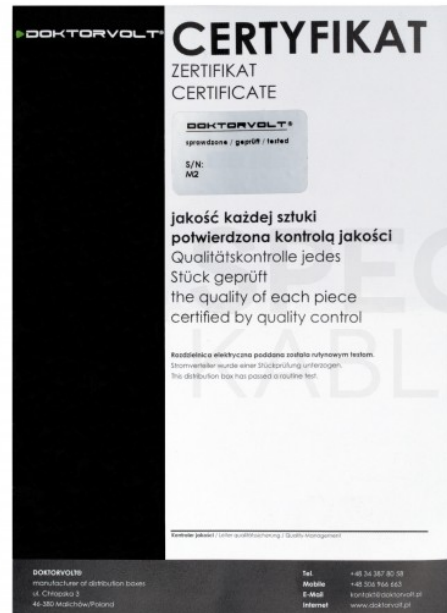 DOKTORVOLT®
CERTYFIKAT
ZERTIFIKAT
CERTIFICATE
DOKTORVOLT®
sprawdzone / geprüft / tested
S/N:
M2
jakość każdej sztuki
potwierdzona kontrolą jakości
Qualitätskontrolle jedes
Stück geprüft
the quality of each piece
certified by quality control
Rozdzielnica elektryczna poddana została rutynowym testom.
Stromverteiler wurde einer Stückprüfung unterzogen.
This distribution box has passed a routine test.
Kontroler jakości / Leiter qualitätssicherung / Quality Management
DOKTORVOLT®
manufacturer of distribution boxes
ul. Chłopska 3
46-380 Malichów/Poland
Tel. +48 34 387 80 58
Mobile +48 506 966 663
E-Mail kontakt@doktorvolt.pl
Internet www.doktorvolt.pl